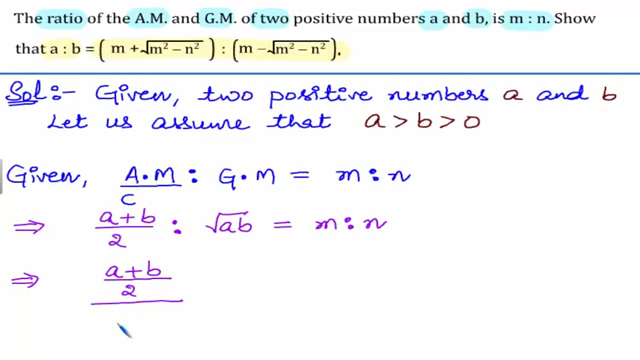 The ratio of the A.M. and G.M. of two positive numbers a and b, is m : n. Show
that a : b = ( m + √m² – n² ) : ( m – √m² – n² ).
Sol :- Given, two positive numbers a and b
Let us assume that a > b > 0
Given, A.M : G.M = m : n
⇒ a+b/2 : √ab = m : n
⇒ a+b/2